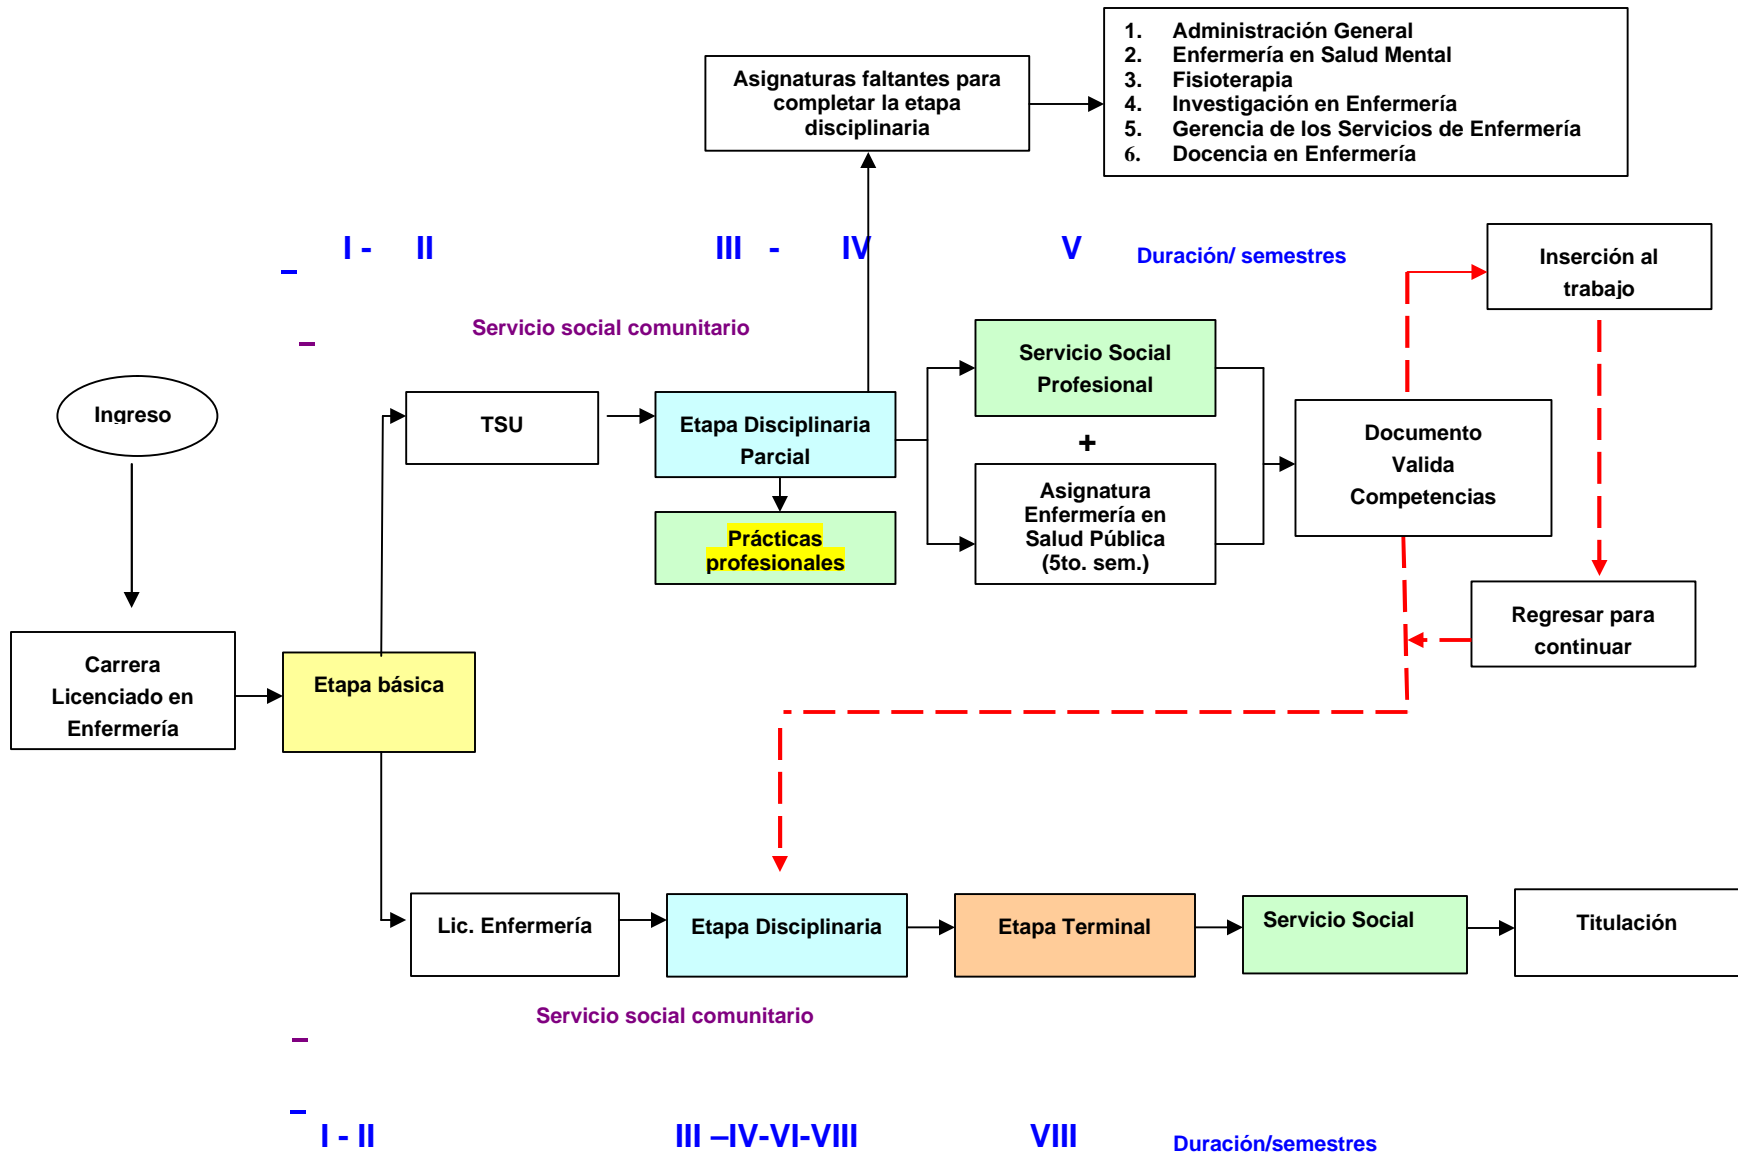 1. Administración General
2. Enfermería en Salud Mental
3. Fisioterapia
4. Investigación en Enfermería
5. Gerencia de los Servicios de Enfermería
6. Docencia en Enfermería
Asignaturas faltantes para
completar la etapa
disciplinaria
I - II III - IV V Duración/ semestres
Inserción al
trabajo
Servicio social comunitario
Servicio Social
Profesional
Ingreso
TSU
Etapa Disciplinaria
Parcial
+
Documento
Valida
Competencias
Prácticas
profesionales
Asignatura
Enfermería en
Salud Pública
(5to. sem.)
Regresar para
continuar
Carrera
Licenciado en
Enfermería
Etapa básica
Lic. Enfermería
Etapa Disciplinaria
Etapa Terminal
Servicio Social
Titulación
Servicio social comunitario
I - II III –IV-VI-VIII VIII Duración/semestres